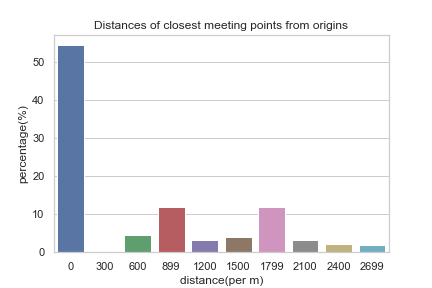 Distances of closest meeting points from origins
percentage(%)
50
40
30
20
10
0
0 300 600 899 1200 1500 1799 2100 2400 2699
distance(per m)